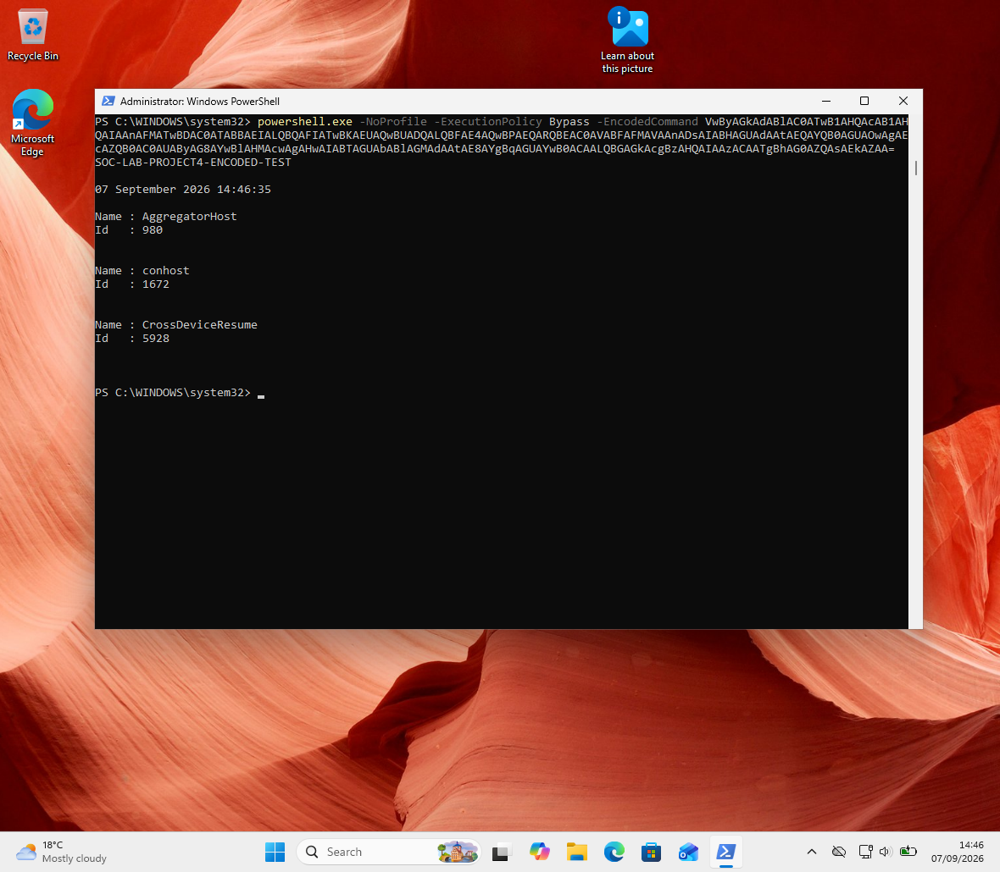 Recycle Bin
Learn about
this picture
Microsoft
Edge
Administrator: Windows PowerShell
PS C:\WINDOWS\system32> powershell.exe -NoProfile -ExecutionPolicy Bypass -EncodedCommand VwByAGkAdABlAC0ATwB1AHQAcAB1AH
QAIAAnAFMATwBDAC0ATABBAEIALQBQAFIATwBKAEUAQwBUADQALQBFAE4AQwBPAEQARQBEAC0AVABFAFMAVAAnADsAIABHAGUAdAAtAEQAYQB0AGUAOwAgAE
cAZQB0AC0AUAByAG8AYwBlAHMAcwAgAHwAIABTAGUAbABlAGMAdAAtAE8AYgBqAGUAYwB0ACAALQBGAGkAcgBzAHQAIAAzACAATgBhAG0AZQAsAEkAZAA=
SOC-LAB-PROJECT4-ENCODED-TEST
07 September 2026 14:46:35
Name : AggregatorHost
Id   : 980
Name : conhost
Id   : 1672
Name : CrossDeviceResume
Id   : 5928
PS C:\WINDOWS\system32>
18°C
Mostly cloudy
Search
14:46
07/09/2026